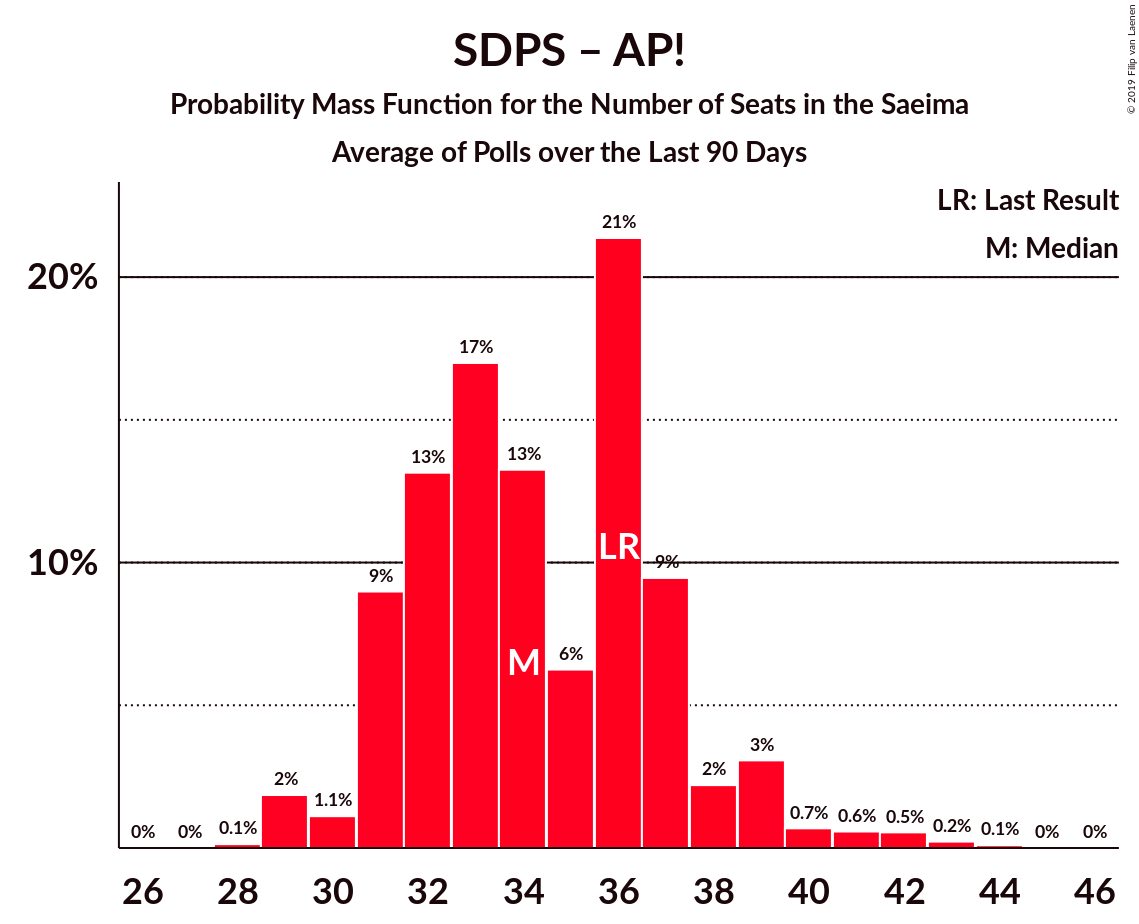 SDPS – AP!
Probability Mass Function for the Number of Seats in the Saeima
Average of Polls over the Last 90 Days
© 2019 Filip van Laenen
LR: Last Result
M: Median
20%
10%
0% 0% 0.1% 2% 1.1% 9% 13% 17% 13% 6% 21% 9% 2% 3% 0.7% 0.6% 0.5% 0.2% 0.1% 0% 0%
LR
M
26 28 30 32 34 36 38 40 42 44 46